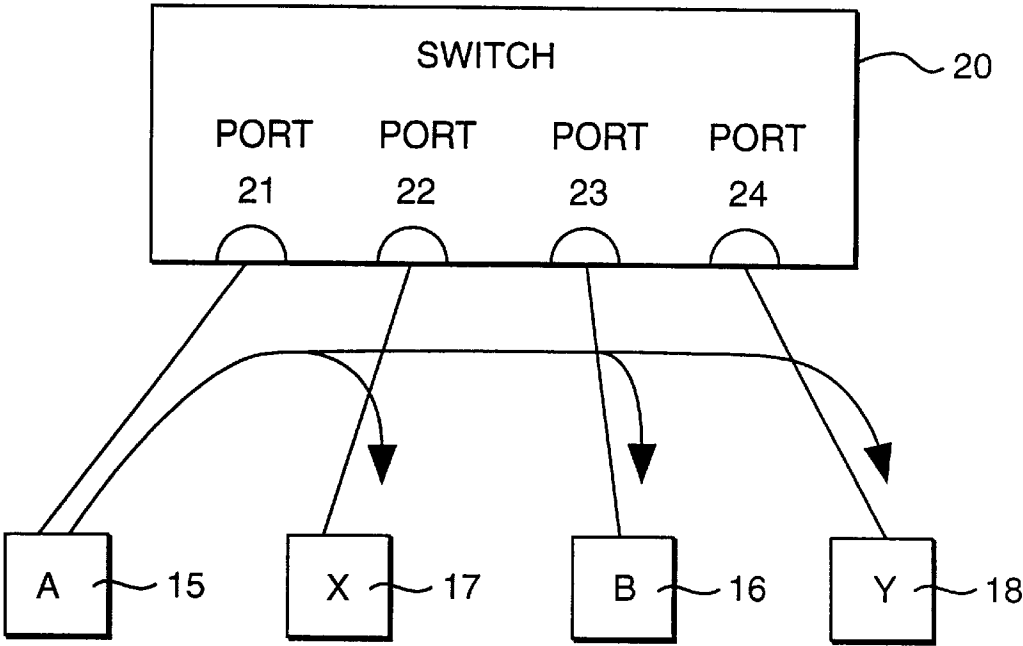 SWITCH
20
PORT PORT PORT PORT
21 22 23 24
A 15 X 17 B 16 Y 18